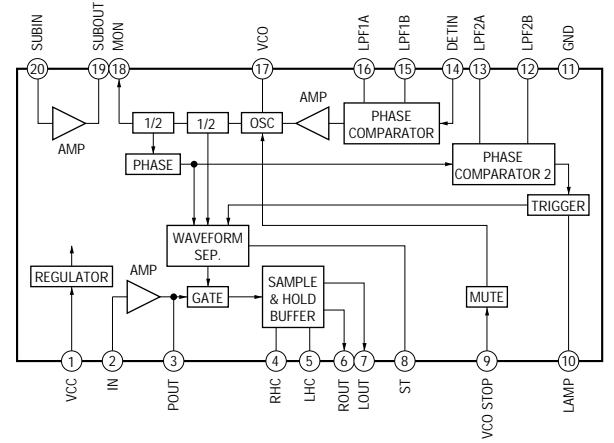 SUBIN
SUBOUT
MON
VCO
LPF1A
LPF1B
DETIN
LPF2A
LPF2B
GND
20
19
18
17
16
15
14
13
12
11
AMP
1/2
1/2
OSC
AMP
PHASE
COMPARATOR
PHASE
PHASE
COMPARATOR 2
TRIGGER
WAVEFORM
SEP.
REGULATOR
AMP
GATE
SAMPLE
& HOLD
BUFFER
MUTE
1
2
3
4
5
6
7
8
9
10
VCC
IN
POUT
RHC
LHC
ROUT
LOUT
ST
VCO STOP
LAMP